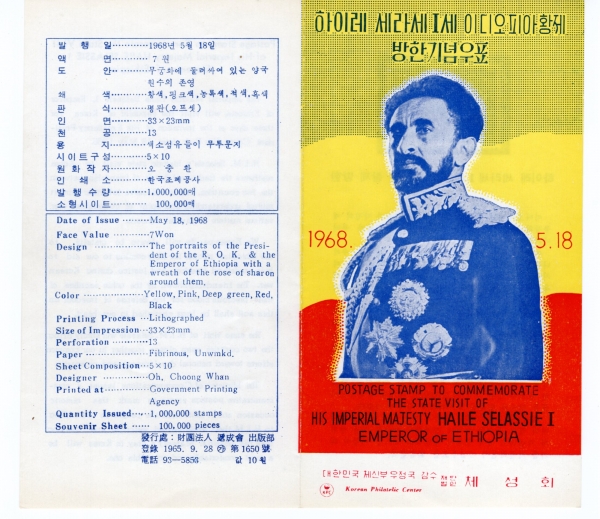 발행일············1968년 5월 18일
액면············7 원
도안············무궁화에 둘러싸여 있는 양국
원수의 존영
색············황색,핑크색,농록색,적색,흑색
판식············평판(오프셋)
인면············33×23mm
천공············13
용지············색소섬유들이 무투문지
시이트구성············5×10
원화작자············오 충 환
인쇄소············한국조폐공사
발행수량············1,000,000매
소형시이트············100,000매
Date of Issue ············May 18, 1968
Face Value ············7Won
Design ············The portraits of the Presi-
dent of the R. O. K. & the
Emperor of Ethiopia with a
wreath of the rose of sharon
around them.
Color ············Yellow, Pink, Deep green, Red,
Black
Printing Process ···Lithographed
Size of Impression···33×23mm
Perforation ············13
Paper ············Fibrinous, Unwmkd.
Sheet Composition···5×10
Designer ············Oh, Choong Whan
Printed at············Government Printing
Agency
Quantity Issued······1,000,000 stamps
Souvenir Sheet ······ 100,000 pieces
發行處: 財團法人 遞成會 出版部
登錄 1965. 9. 28 ㉮ 第 1650號
電話 93—5856 값 10원
하이레 세라세 I세 이디오피아황제
방한기념우표
1968. 5.18
POSTAGE STAMP TO COMMEMORATE
THE STATE VISIT OF
HIS IMPERIAL MAJESTY HAILE SELASSIE I
EMPEROR OF ETHIOPIA
대한민국 체신부우정국 감수 체성회
KPC Korean Philatelic Center